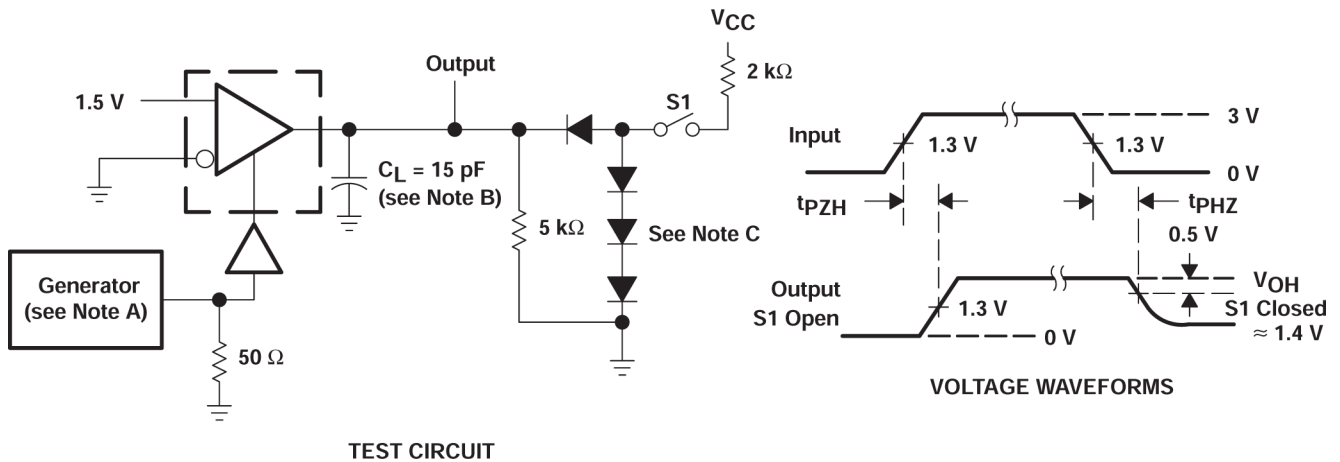 VCC
2 kΩ
Output
S1
1.5 V
CL = 15 pF
(see Note B)
5 kΩ
See Note C
Generator
(see Note A)
50 Ω
TEST CIRCUIT
3 V
Input
1.3 V
1.3 V
0 V
tPZH
tPHZ
0.5 V
Output
S1 Open
1.3 V
0 V
VOH
S1 Closed
≈ 1.4 V
VOLTAGE WAVEFORMS